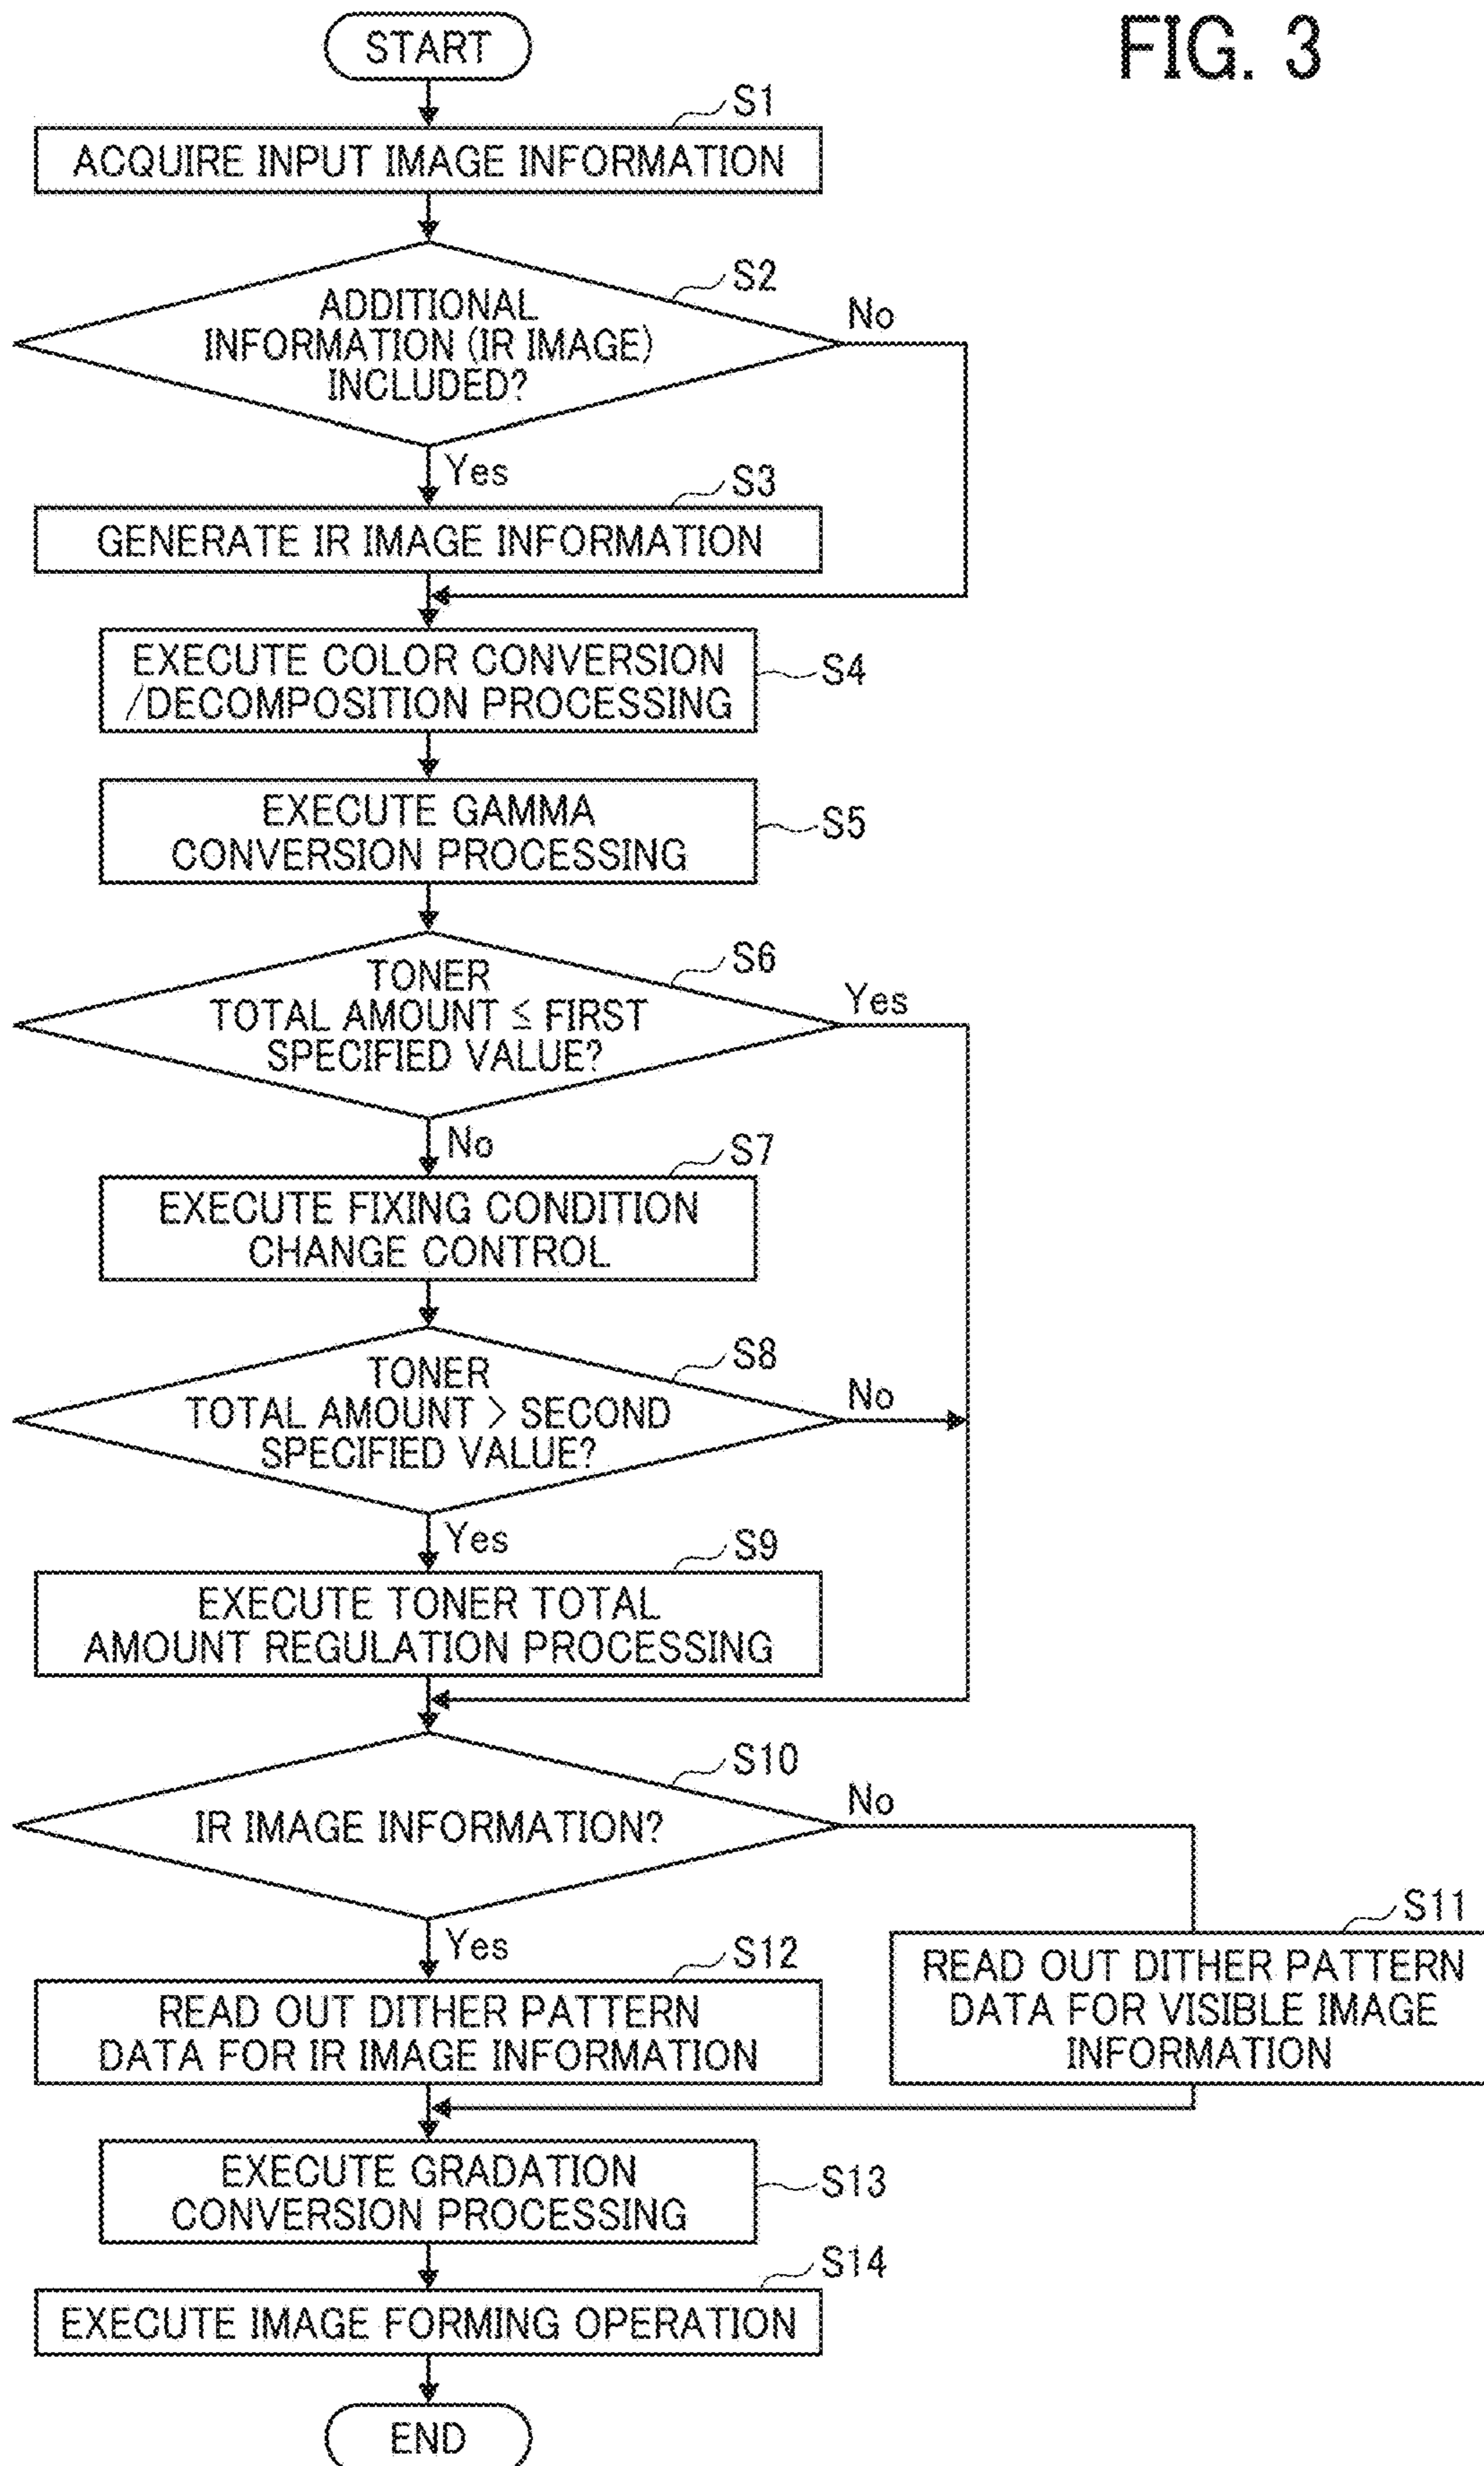 FIG. 3
START
S1
ACQUIRE INPUT IMAGE INFORMATION
S2
ADDITIONAL
INFORMATION (IR IMAGE)
INCLUDED?
No
Yes
S3
GENERATE IR IMAGE INFORMATION
EXECUTE COLOR CONVERSION
/DECOMPOSITION PROCESSING
S4
EXECUTE GAMMA
CONVERSION PROCESSING
S5
S6
TONER
TOTAL AMOUNT ≦ FIRST
SPECIFIED VALUE?
Yes
No
S7
EXECUTE FIXING CONDITION
CHANGE CONTROL
S8
TONER
TOTAL AMOUNT > SECOND
SPECIFIED VALUE?
No
Yes
S9
EXECUTE TONER TOTAL
AMOUNT REGULATION PROCESSING
S10
IR IMAGE INFORMATION?
No
Yes
S11
READ OUT DITHER PATTERN
DATA FOR VISIBLE IMAGE
INFORMATION
S12
READ OUT DITHER PATTERN
DATA FOR IR IMAGE INFORMATION
EXECUTE GRADATION
CONVERSION PROCESSING
S13
S14
EXECUTE IMAGE FORMING OPERATION
END